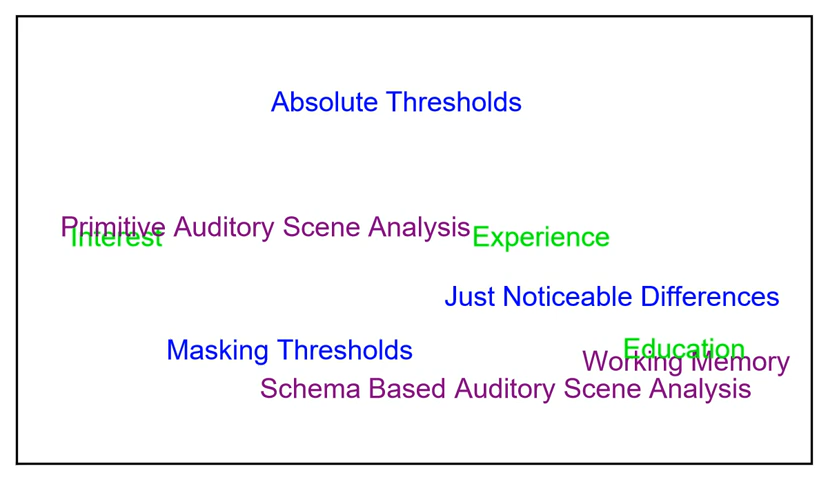 Absolute Thresholds
Primitive Auditory Scene Analysis
Interest
Experience
Just Noticeable Differences
Masking Thresholds
Education
Working Memory
Schema Based Auditory Scene Analysis